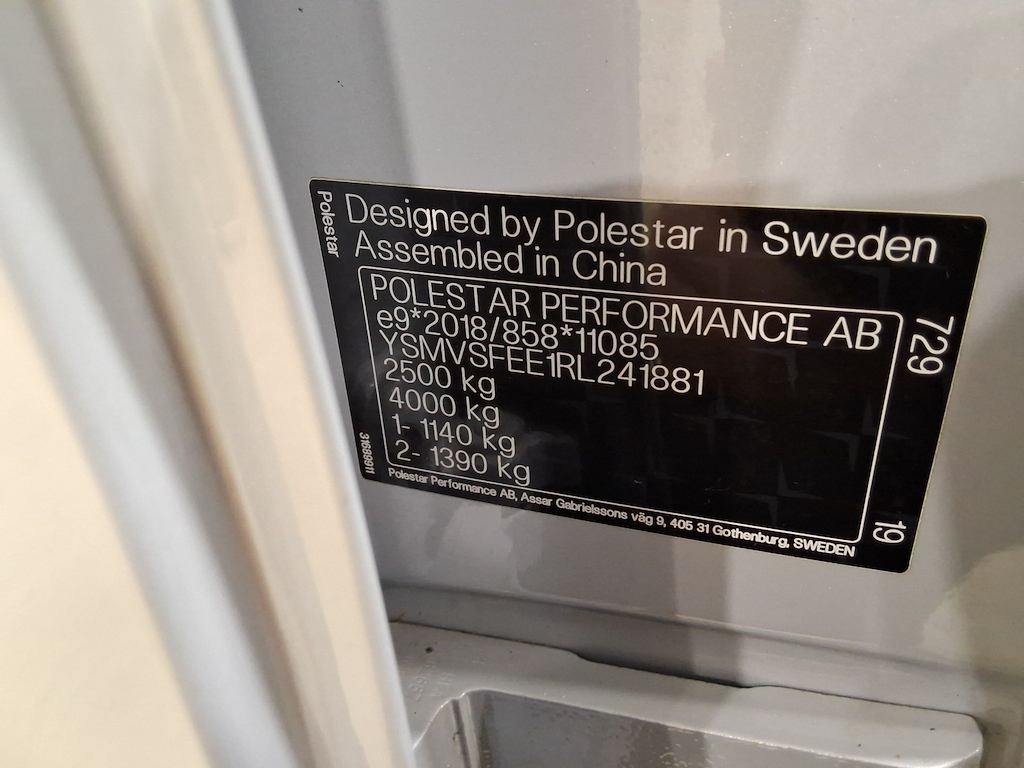 Polestar
Designed by Polestar in Sweden
Assembled in China
POLESTAR PERFORMANCE AB
e9*2018/858*11085
YSMVSFEE1RL241881
2500 kg
4000 kg
1- 1140 kg
2- 1390 kg
729
19
31689911
Polestar Performance AB, Assar Gabrielssons väg 9, 405 31 Gothenburg, SWEDEN